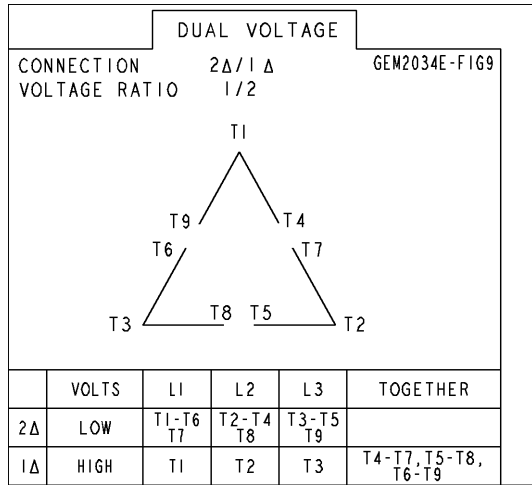 DUAL VOLTAGE
CONNECTION 2Δ/1Δ GEM2034E-FIG9
VOLTAGE RATIO 1/2
T1
T9 T4
T6 T7
T3 T8 T5 T2
VOLTS L1 L2 L3 TOGETHER
2Δ LOW T1-T6 T7 T2-T4 T8 T3-T5 T9
1Δ HIGH T1 T2 T3 T4-T7, T5-T8, T6-T9